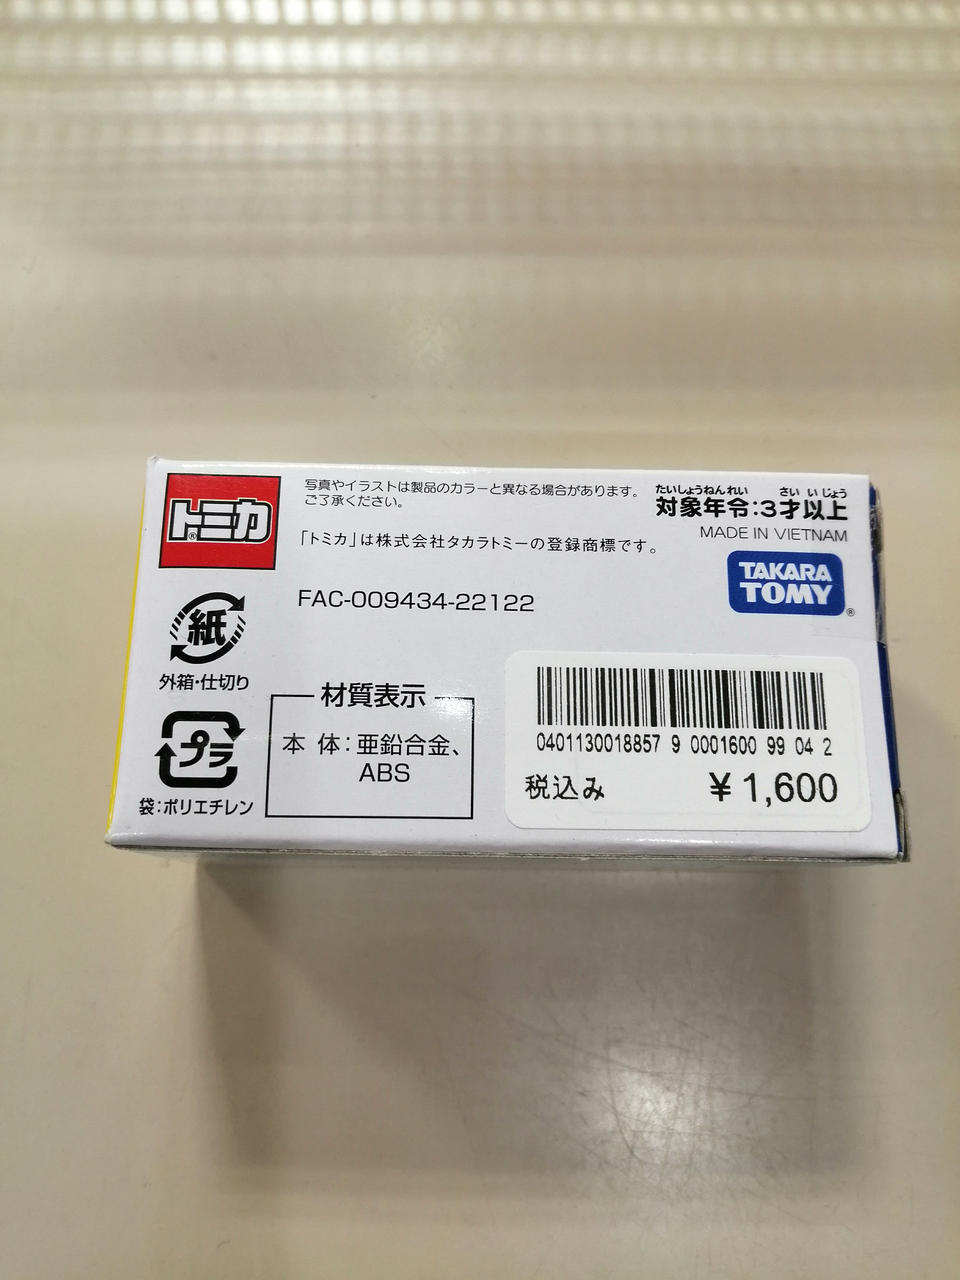 トミカ®
写真やイラストは製品のカラーと異なる場合があります。
ご了承ください。
「トミカ」は株式会社タカラトミーの登録商標です。
たいしょうねんれい さいいじょう
対象年令:3才以上
MADE IN VIETNAM
TAKARA
TOMY®
FAC-009434-22122
紙
外箱・仕切り
プラ
袋:ポリエチレン
材質表示
本体:亜鉛合金、
ABS
0401130018857 9 0001600 99 04 2
税込み ¥1,600